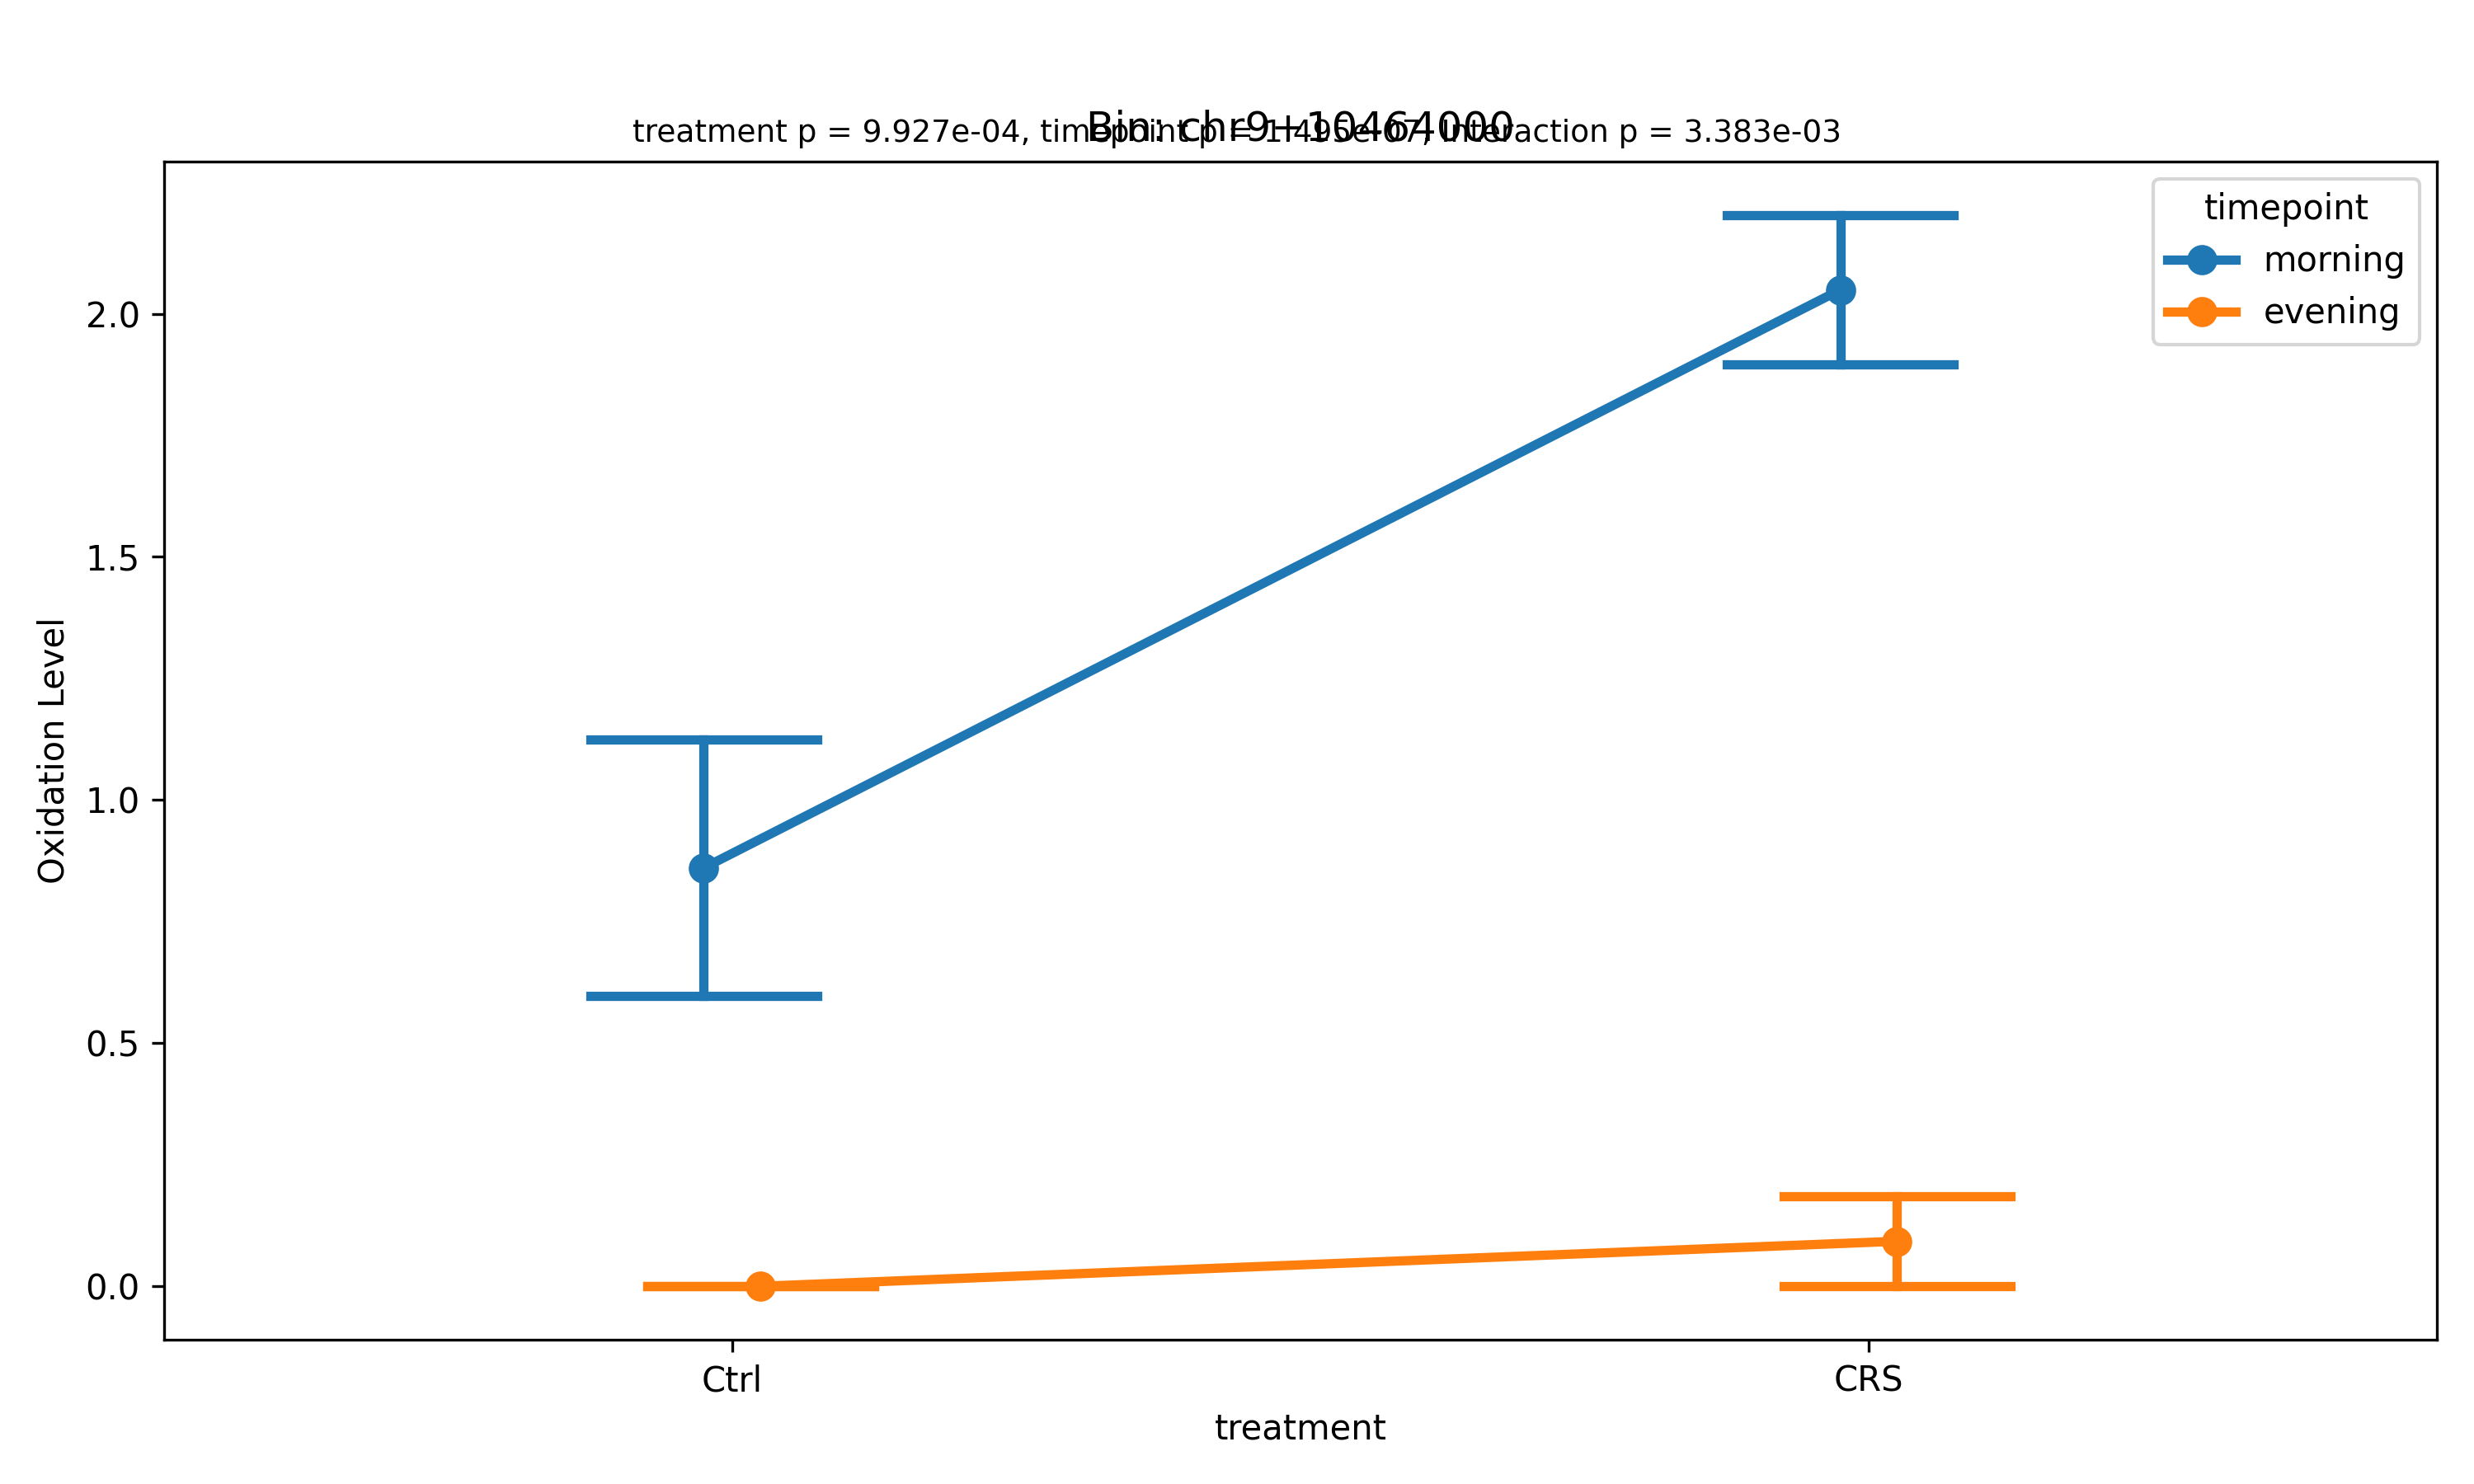 Bin: chr9+10464000
treatment p = 9.927e-04, timepoint p = 1.495e-07, interaction p = 3.383e-03
timepoint
morning
evening
2.0
1.5
1.0
0.5
0.0
Oxidation Level
Ctrl
CRS
treatment